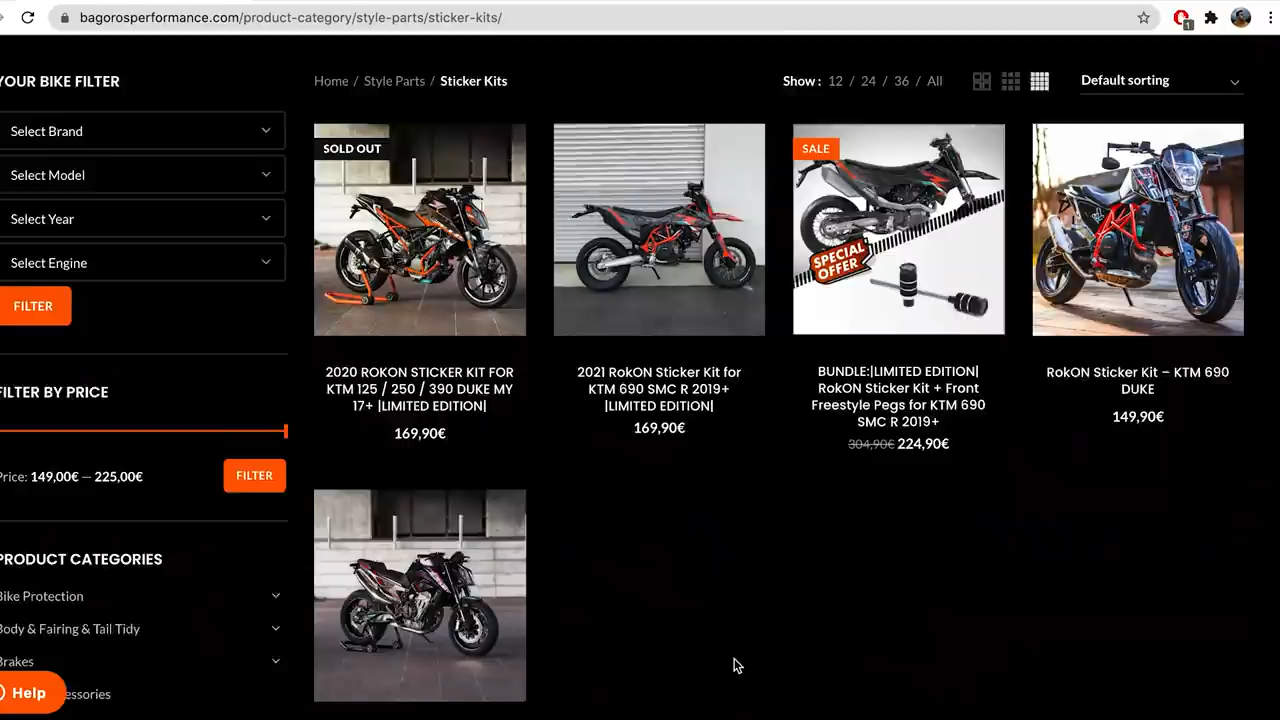 bagorosperformance.com/product-category/style-parts/sticker-kits/
1
YOUR BIKE FILTER
Select Brand
Select Model
Select Year
Select Engine
FILTER
FILTER BY PRICE
Price: 149,00€ — 225,00€
FILTER
PRODUCT CATEGORIES
Bike Protection
Body & Fairing & Tail Tidy
Brakes
essories
Help
Home / Style Parts / Sticker Kits
Show : 12 / 24 / 36 / All
Default sorting
SOLD OUT
2020 ROKON STICKER KIT FOR
KTM 125 / 250 / 390 DUKE MY
17+ |LIMITED EDITION|
169,90€
2021 RokON Sticker Kit for
KTM 690 SMC R 2019+
|LIMITED EDITION|
169,90€
SALE
SPECIAL
OFFER
BUNDLE:|LIMITED EDITION|
RokON Sticker Kit + Front
Freestyle Pegs for KTM 690
SMC R 2019+
304,90€ 224,90€
RokON Sticker Kit – KTM 690
DUKE
149,90€